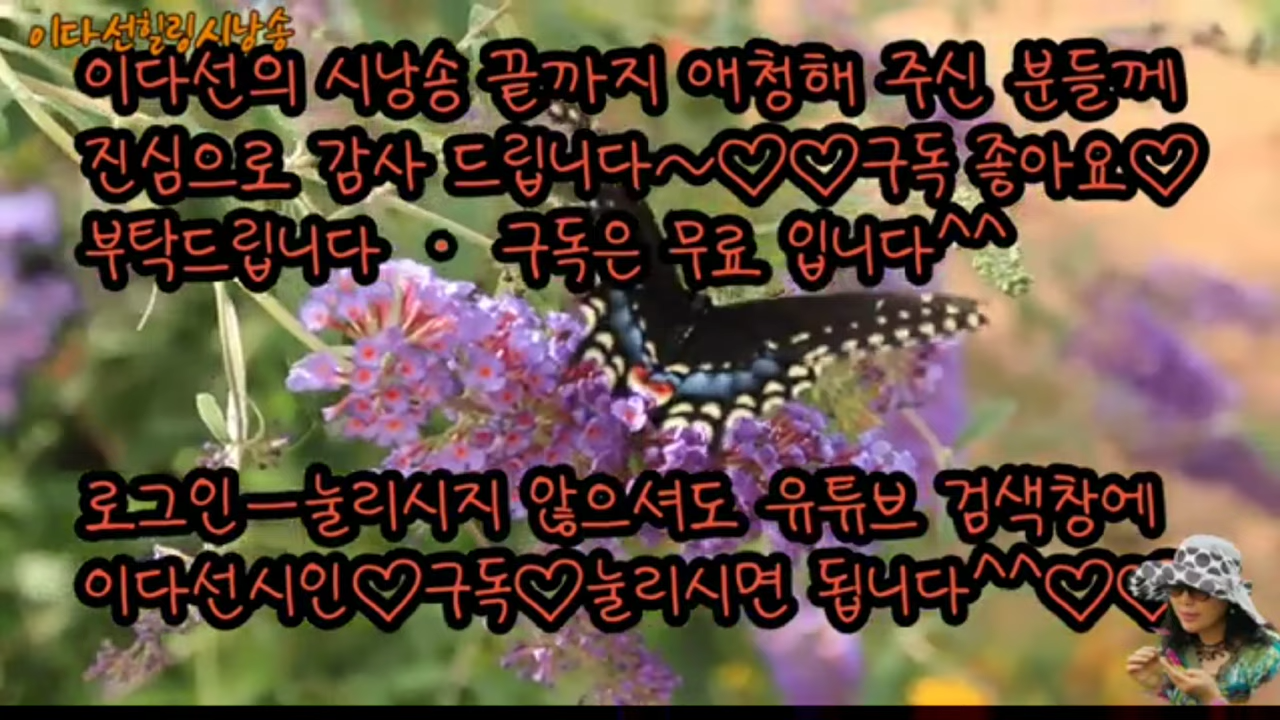 이다선힐링시낭송
이다선의 시낭송 끝까지 애청해 주신 분들께
진심으로 감사 드립니다~♡♡구독 좋아요♡
부탁드립니다 • 구독은 무료 입니다^^
로그인—눌리시지 않으셔도 유튜브 검색창에
이다선시인♡구독♡눌리시면 됩니다^^♡♡